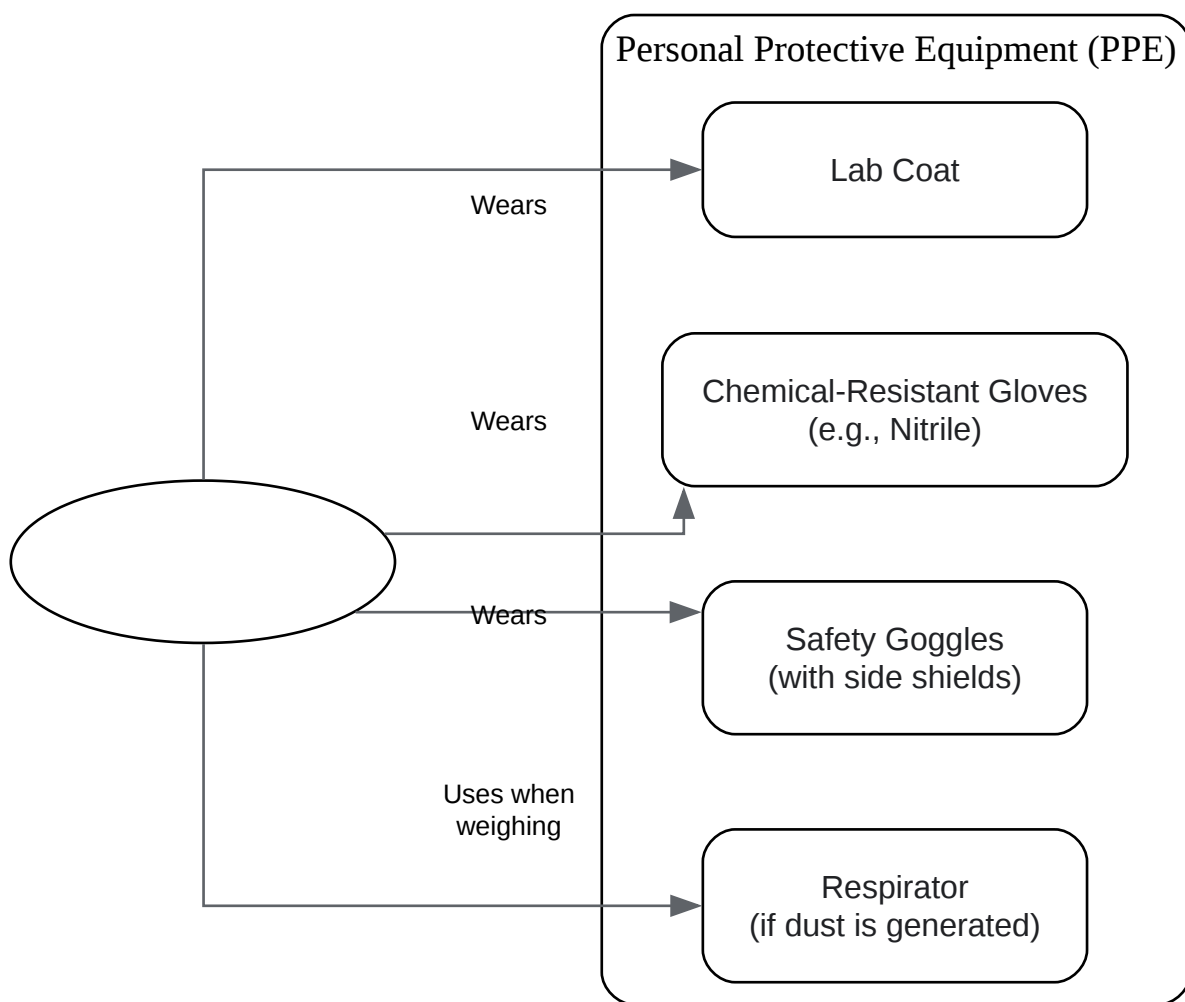 Personal Protective Equipment (PPE)
Lab Coat
Wears
Chemical-Resistant Gloves
(e.g., Nitrile)
Wears
Safety Goggles
(with side shields)
Wears
Uses when
weighing
Respirator
(if dust is generated)